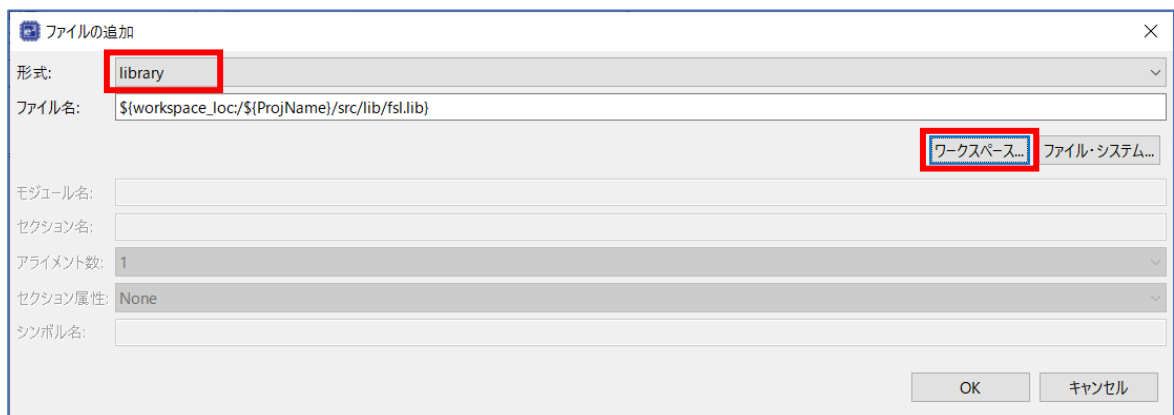 ファイルの追加
形式: library
ファイル名: ${workspace_loc:/${ProjName}/src/lib/fsl.lib}
ワークスペース... ファイル・システム...
モジュール名:
セクション名:
アライメント数: 1
セクション属性: None
シンボル名:
OK キャンセル